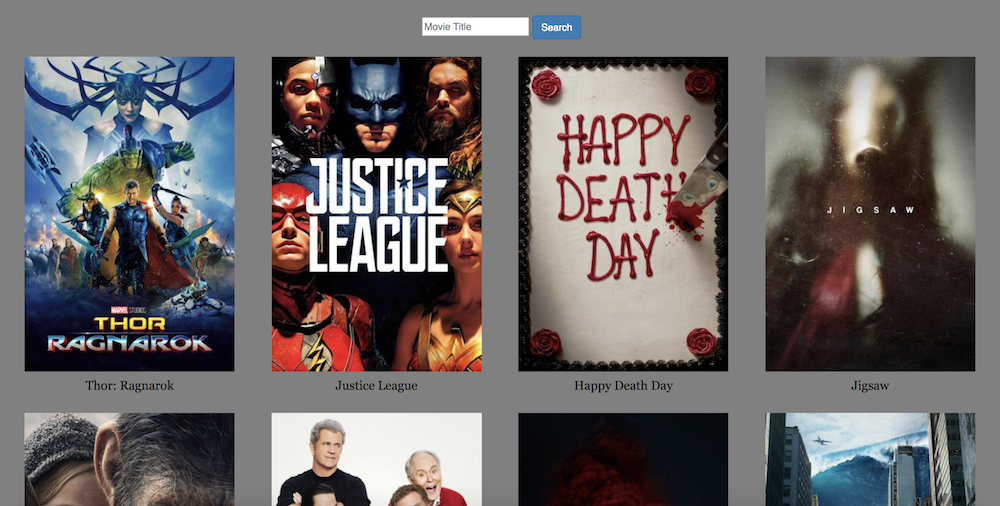 Movie Title
Search
JUSTICE
LEAGUE
HAPPY
DEATH
DAY
JIGSAW
MARVEL STUDIOS
THOR
RAGNAROK
Thor: Ragnarok
Justice League
Happy Death Day
Jigsaw